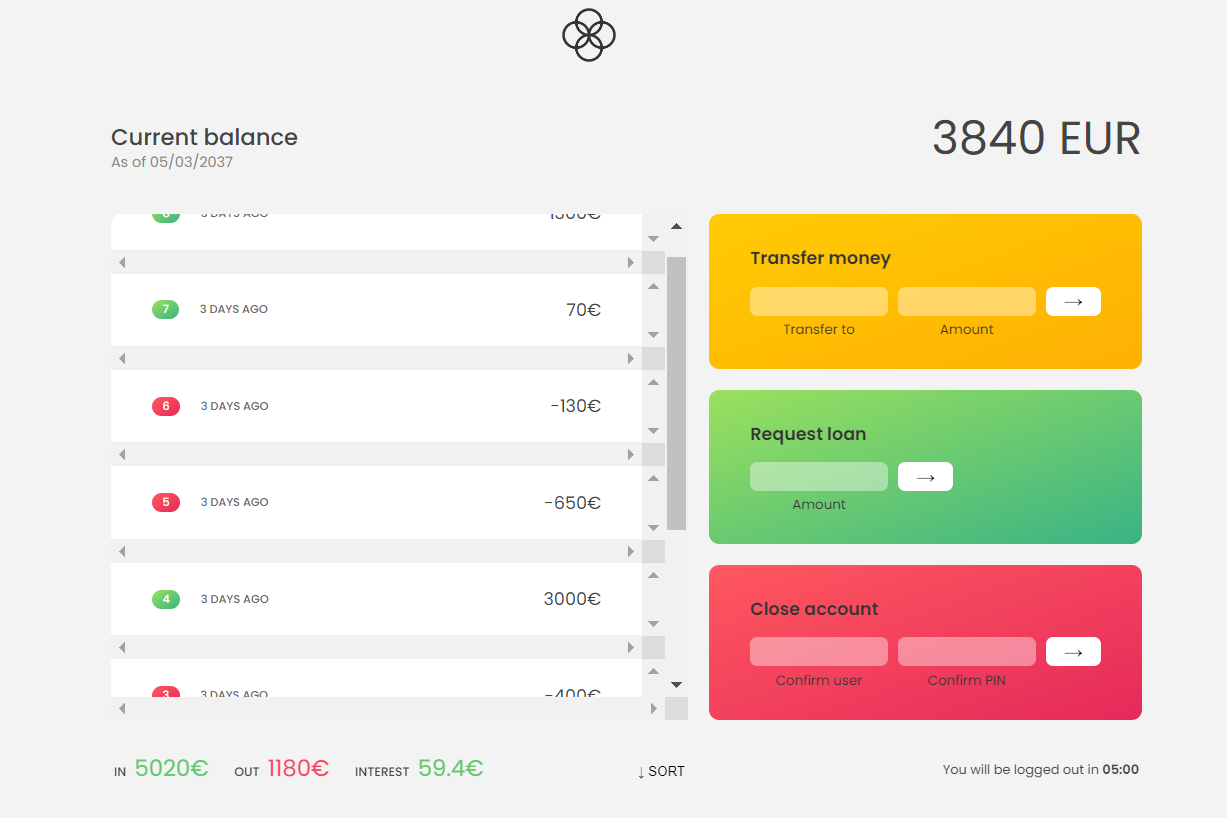 Current balance
3840 EUR
As of 05/03/2037
8 3 DAYS AGO 1300€
7 3 DAYS AGO 70€
6 3 DAYS AGO -130€
5 3 DAYS AGO -650€
4 3 DAYS AGO 3000€
3 3 DAYS AGO -400€
Transfer money
→
Transfer to Amount
Request loan
→
Amount
Close account
→
Confirm user Confirm PIN
IN 5020€ OUT 1180€ INTEREST 59.4€
↓ SORT
You will be logged out in 05:00